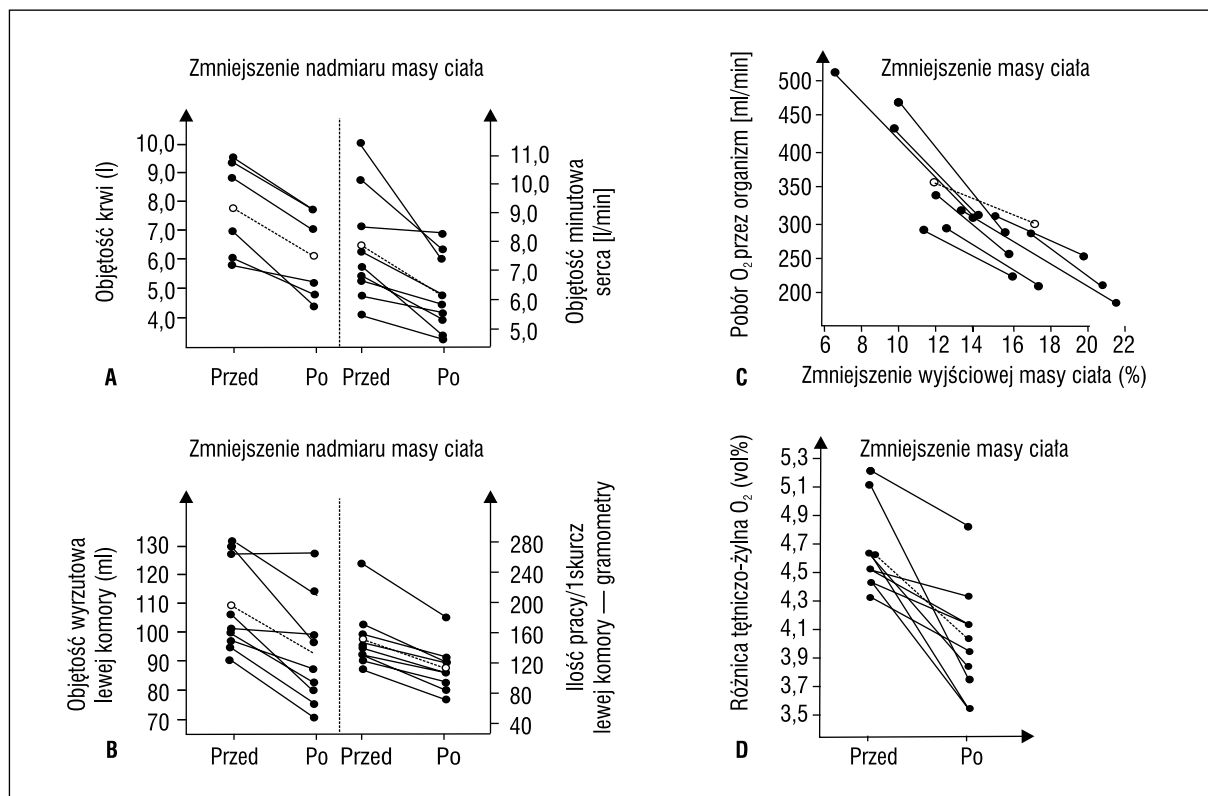 Zmniejszenie nadmiaru masy ciała
Objętość krwi (l)
10,0
9,0
8,0
7,0
6,0
5,0
4,0
11,0
10,0
9,0
8,0
7,0
6,0
5,0
Objętość minutowa
serca [l/min]
A
Przed
Po
Przed
Po
Zmniejszenie masy ciała
Pobór O₂ przez organizm [ml/min]
500
450
400
350
300
250
200
6
8
10
12
14
16
18
20
22
C
Zmniejszenie wyjściowej masy ciała (%)
Zmniejszenie nadmiaru masy ciała
Objętość wyrzutowa
lewej komory (ml)
130
120
110
100
90
80
70
280
240
200
160
120
80
40
Ilość pracy/1skurcz
lewej komory — gramometry
B
Przed
Po
Przed
Po
Zmniejszenie masy ciała
Różnica tętniczo-żylna O₂ (vol%)
5,3
5,1
4,9
4,7
4,5
4,3
4,1
3,9
3,7
3,5
D
Przed
Po